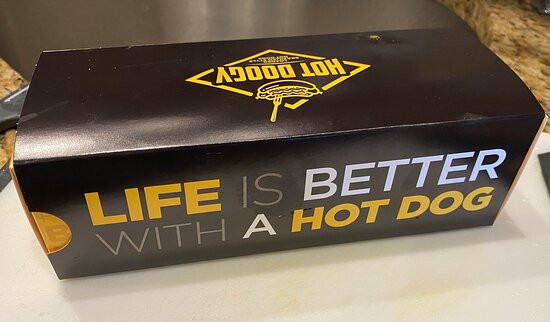 HOT DOOGY
LIFE IS BETTER
WITH A HOT DOG
B